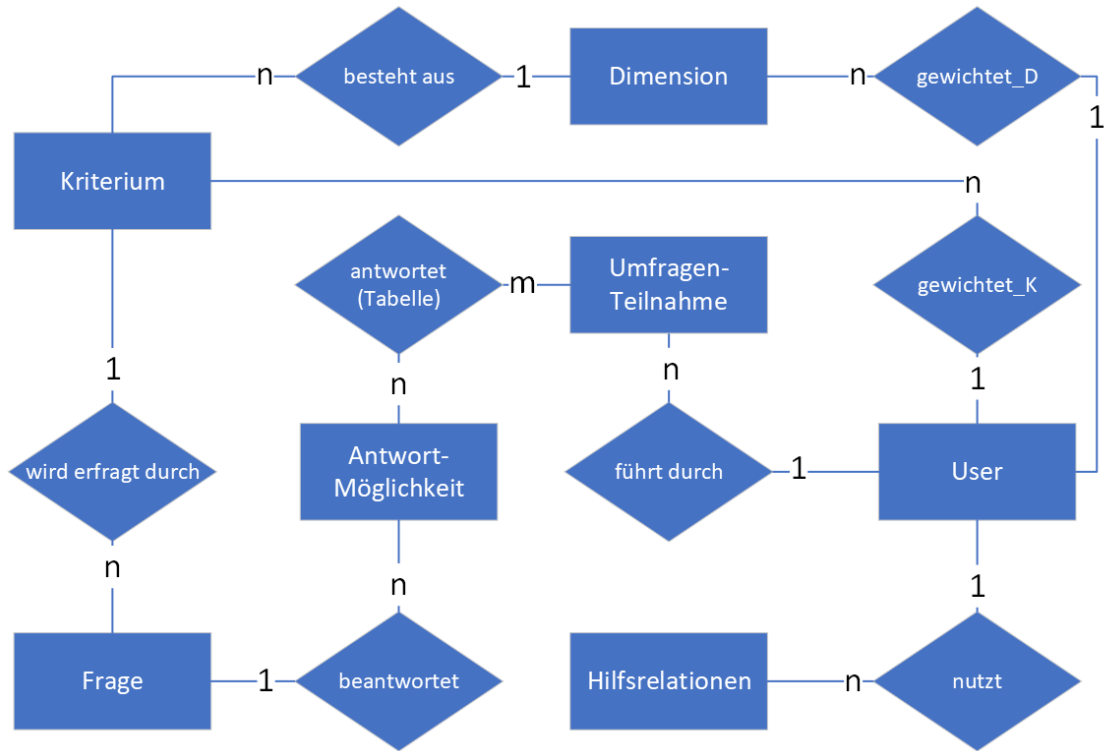 besteht aus
n
1
Dimension
n
gewichtet_D
1
Kriterium
n
antwortet
(Tabelle)
m
Umfragen-
Teilnahme
gewichtet_K
1
n
n
1
wird erfragt durch
Antwort-
Möglichkeit
führt durch
1
User
n
n
1
Frage
1
beantwortet
Hilfsrelationen
n
nutzt